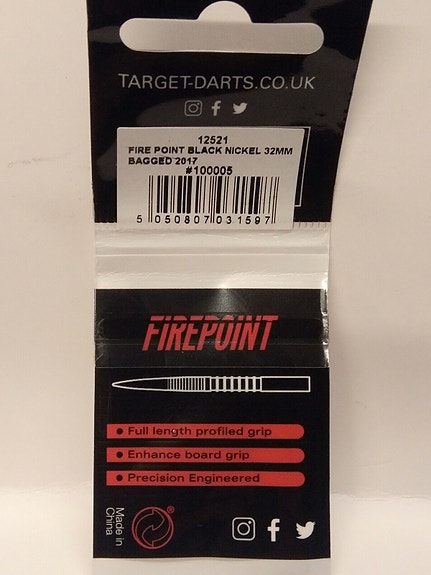 TARGET-DARTS.CO.UK
12521
FIRE POINT BLACK NICKEL 32MM
BAGGED 2017
#100005
5 050807 031597
FIREPOINT
• Full length profiled grip
• Enhance board grip
• Precision Engineered
Made in
China
®